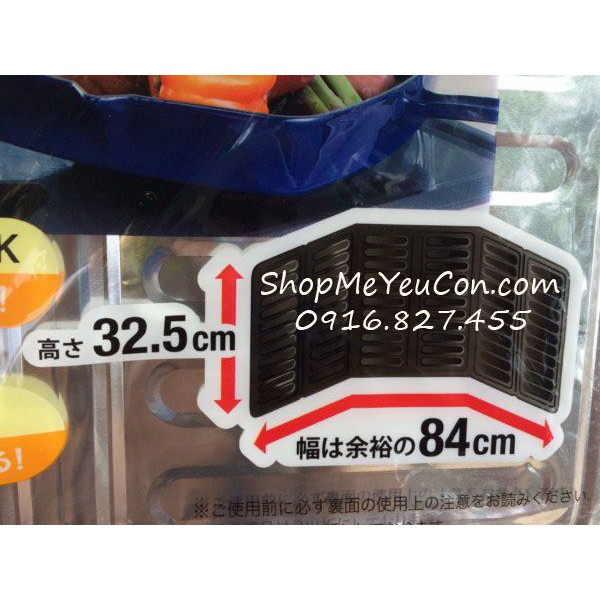 K
!
ShopMeYeuCon.com
0916.827.455
高さ 32.5cm
幅は余裕の84cm
る!
※ご使用前に必ず裏面の使用上の注意をお読みください